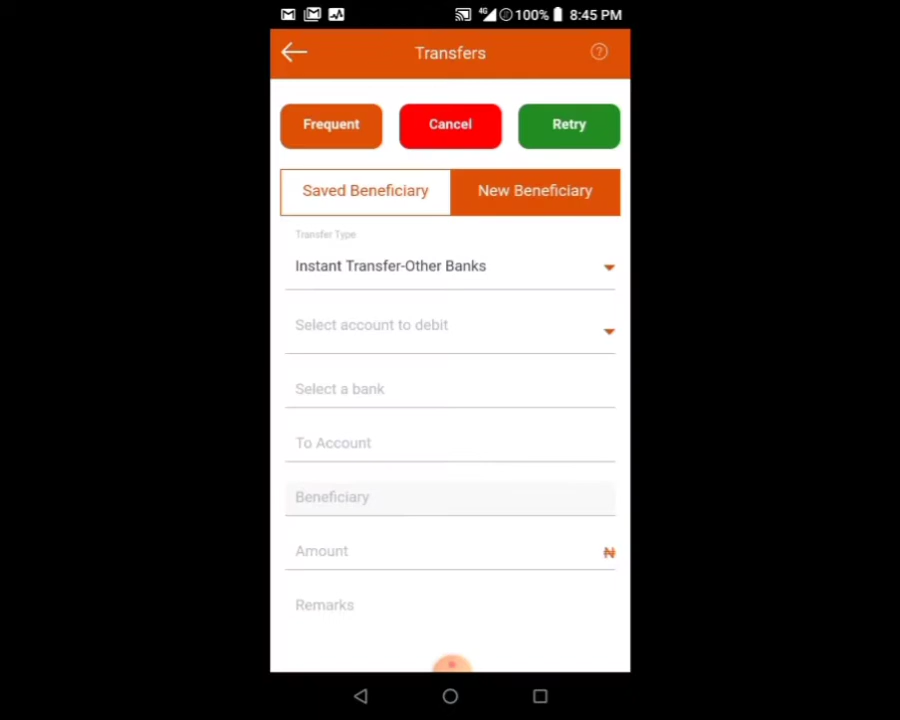 4G 100% 8:45 PM
Transfers ?
Frequent Cancel Retry
Saved Beneficiary New Beneficiary
Transfer Type
Instant Transfer-Other Banks
Select account to debit
Select a bank
To Account
Beneficiary
Amount ₦
Remarks